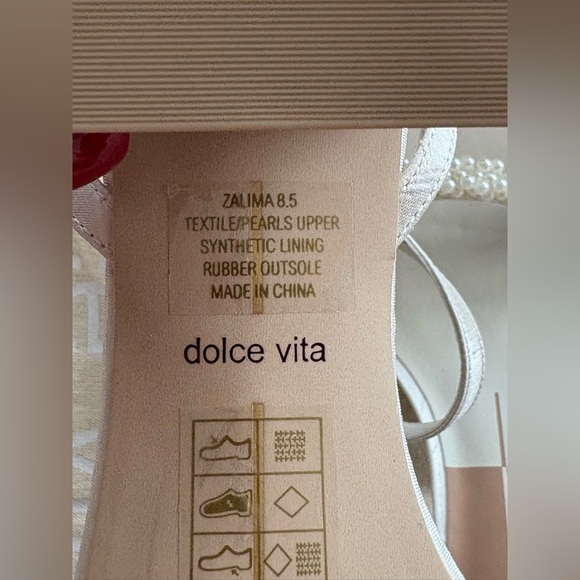 ZALIMA 8.5
TEXTILE/PEARLS UPPER
SYNTHETIC LINING
RUBBER OUTSOLE
MADE IN CHINA
dolce vita